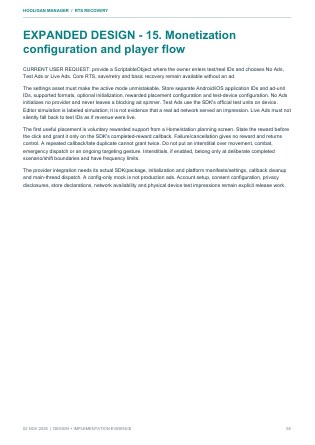 HOOLIGAN MANAGER / RTS RECOVERY
EXPANDED DESIGN - 15. Monetization
configuration and player flow
CURRENT USER REQUEST: provide a ScriptableObject where the owner enters test/real IDs and chooses No Ads,
Test Ads or Live Ads. Core RTS, save/entry and basic recovery remain available without an ad.
The settings asset must make the active mode unmistakable. Store separate Android/iOS application IDs and ad-unit
IDs, supported formats, optional initialization, rewarded placement configuration and test-device configuration. No Ads
initializes no provider and never leaves a blocking ad spinner. Test Ads use the SDK's official test units on device.
Editor simulation is labeled simulation; it is not evidence that a real ad network served an impression. Live Ads must not
silently fall back to test IDs as if revenue were live.
The first useful placement is voluntary rewarded support from a Home/station planning screen. State the reward before
the click and grant it only on the SDK's completed reward callback. Failure/cancellation gives no reward and returns
control. A repeated callback/late duplicate cannot grant twice. Do not put an interstitial over movement, combat,
emergency dispatch or an ongoing targeting gesture. Interstitials, if enabled, belong only at deliberate completed
scenario/shift boundaries and have frequency limits.
The provider integration needs its actual SDK/package, initialization and platform manifests/settings, callback cleanup
and main-thread dispatch. A config-only mock is not production ads. Account setup, consent configuration, privacy
disclosures, store declarations, network availability and physical device test impressions remain explicit release work.
02 NOV 2025 | DESIGN + IMPLEMENTATION EVIDENCE